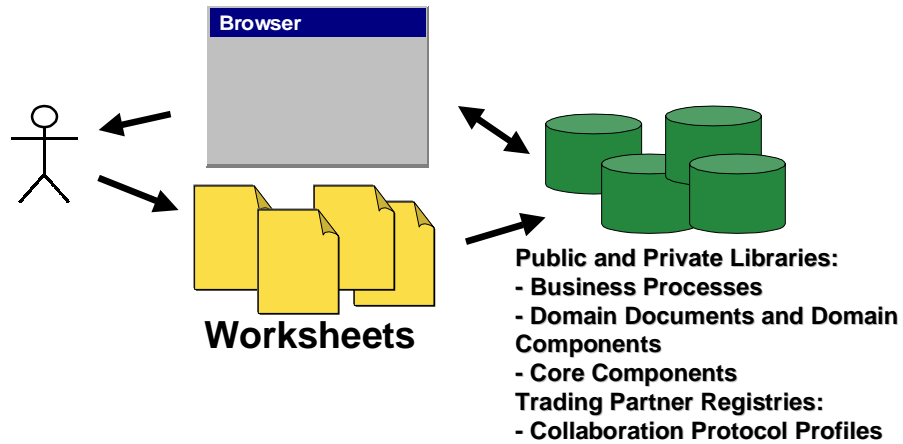 Browser
Worksheets
Public and Private Libraries:
- Business Processes
- Domain Documents and Domain
Components
- Core Components
Trading Partner Registries:
- Collaboration Protocol Profiles